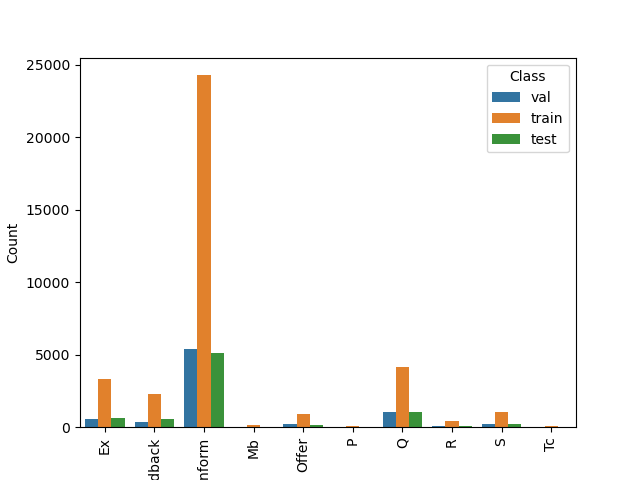 25000
20000
15000
10000
5000
0
Count
Class
val
train
test
Ex
dback
nform
Mb
Offer
P
Q
R
S
Tc